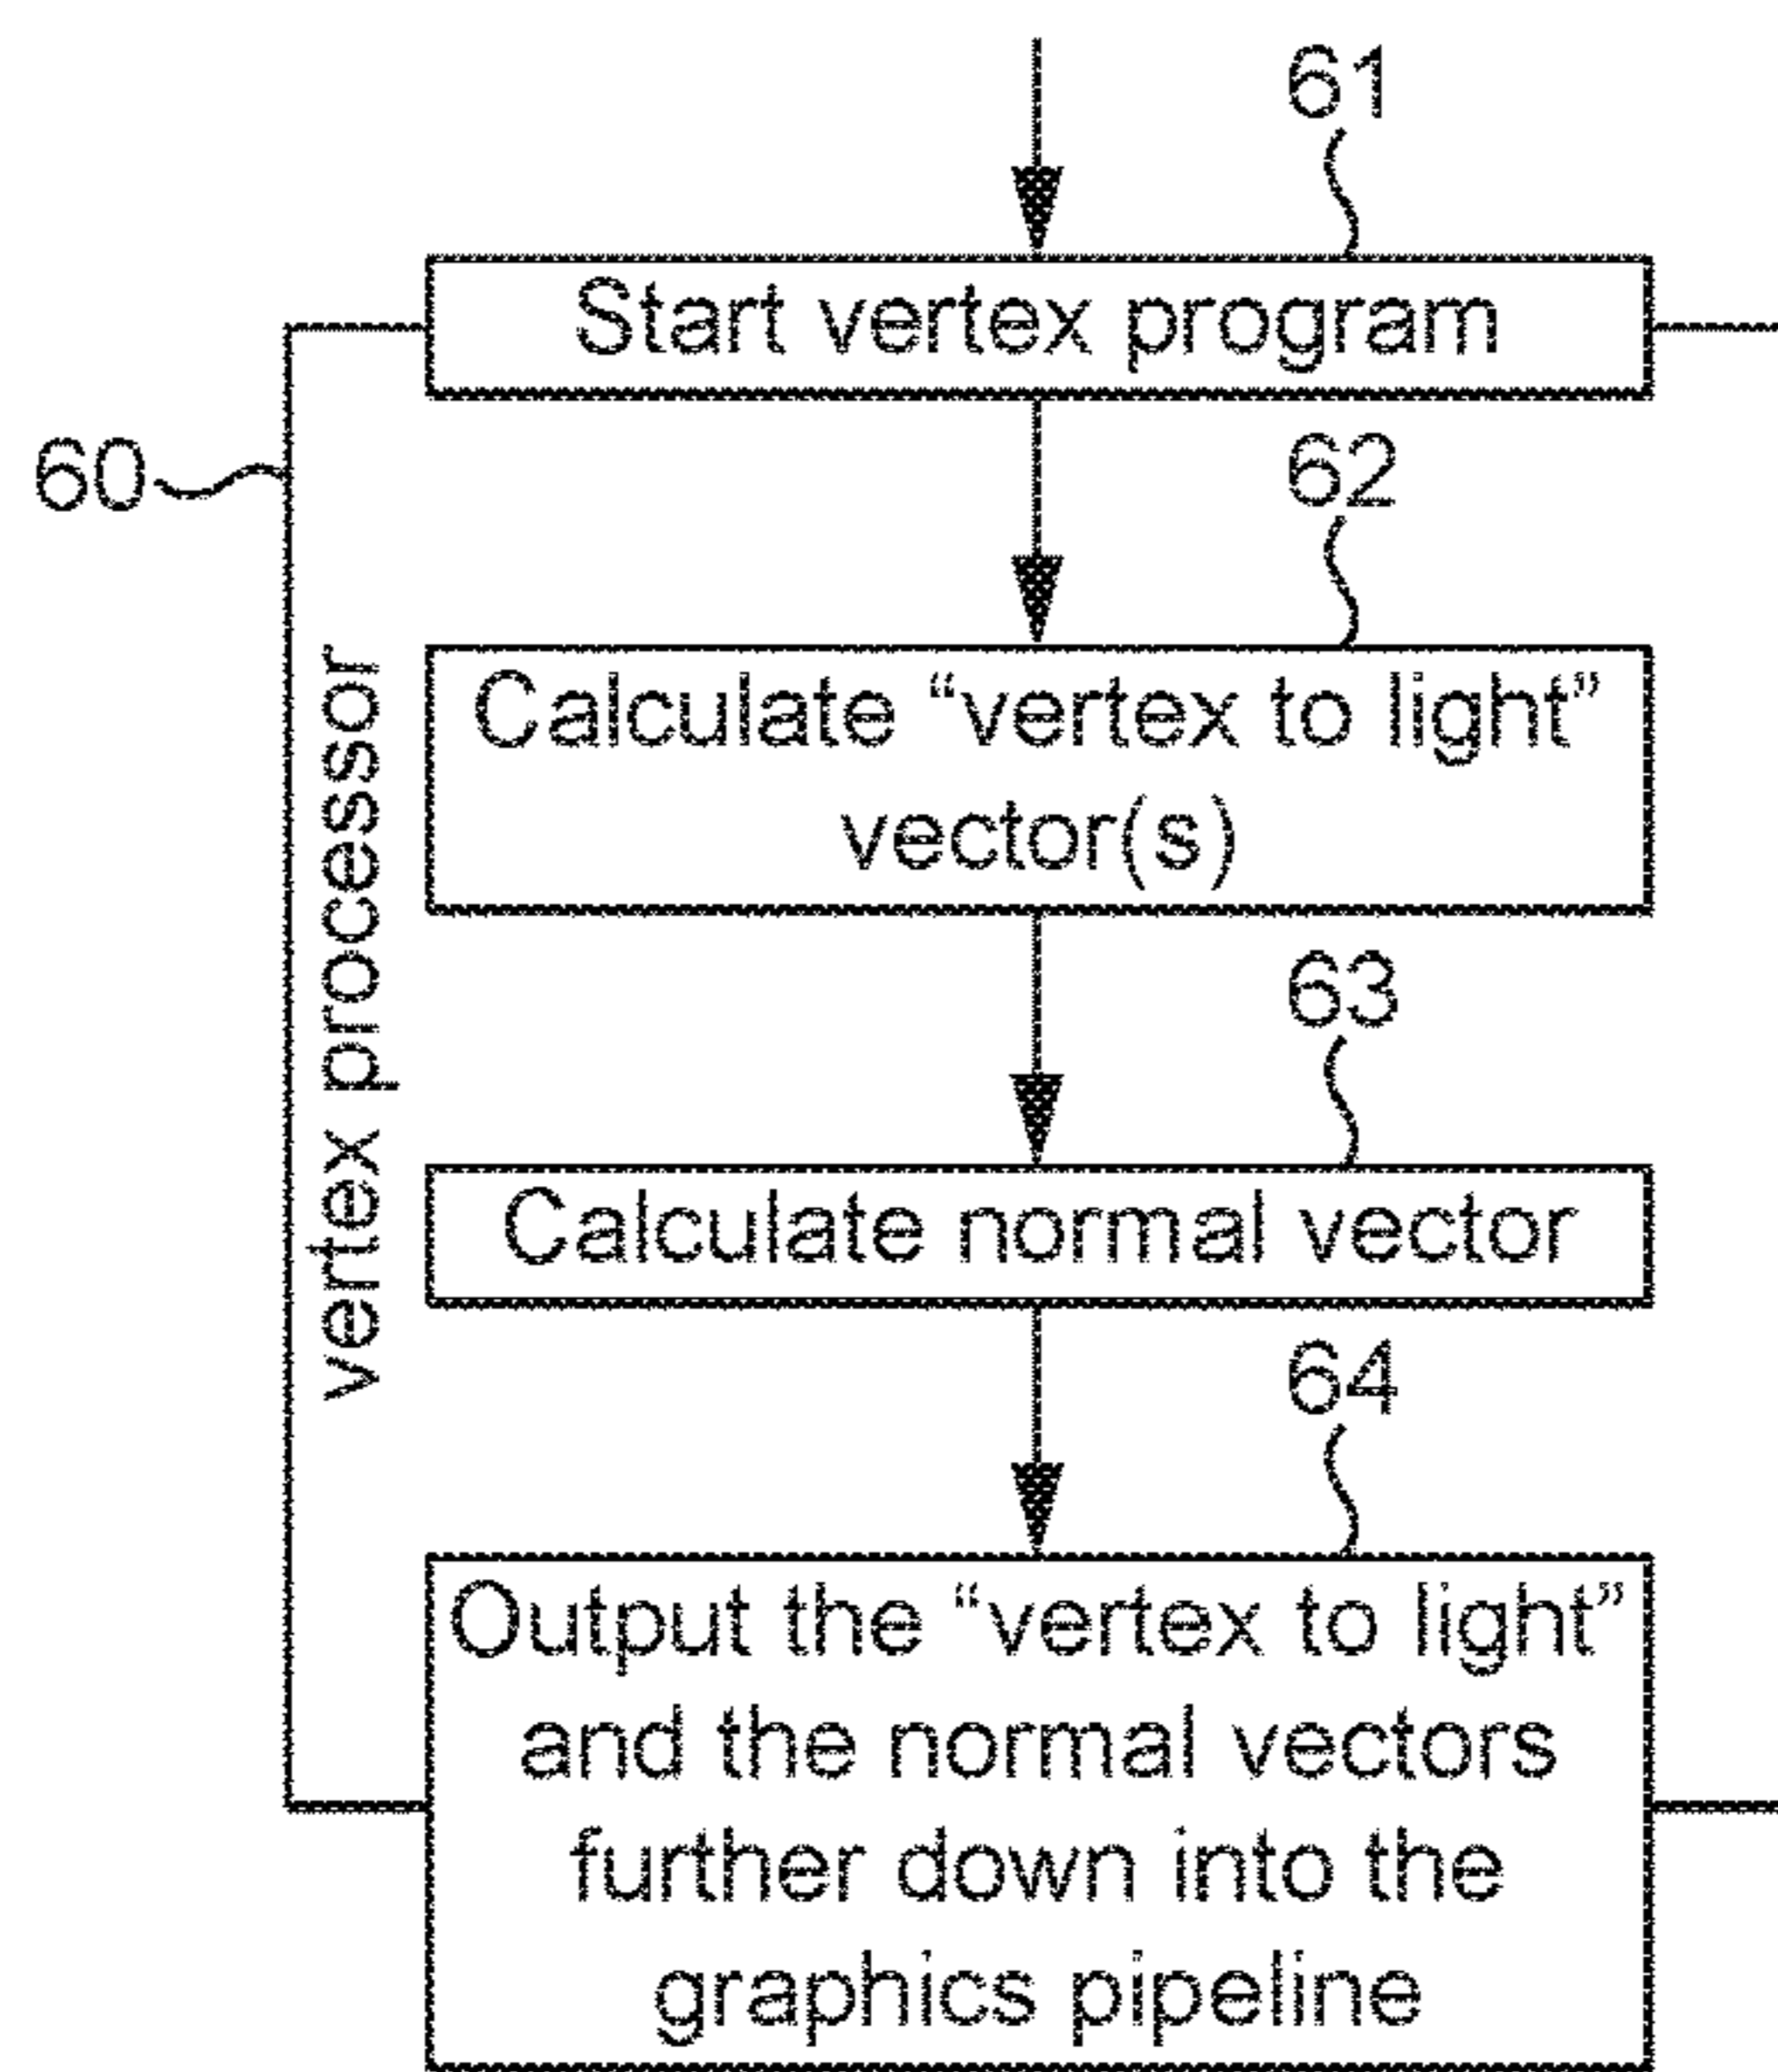 61
Start vertex program
60
62
Calculate “vertex to light”
vector(s)
vertex processor
63
Calculate normal vector
64
Output the “vertex to light”
and the normal vectors
further down into the
graphics pipeline